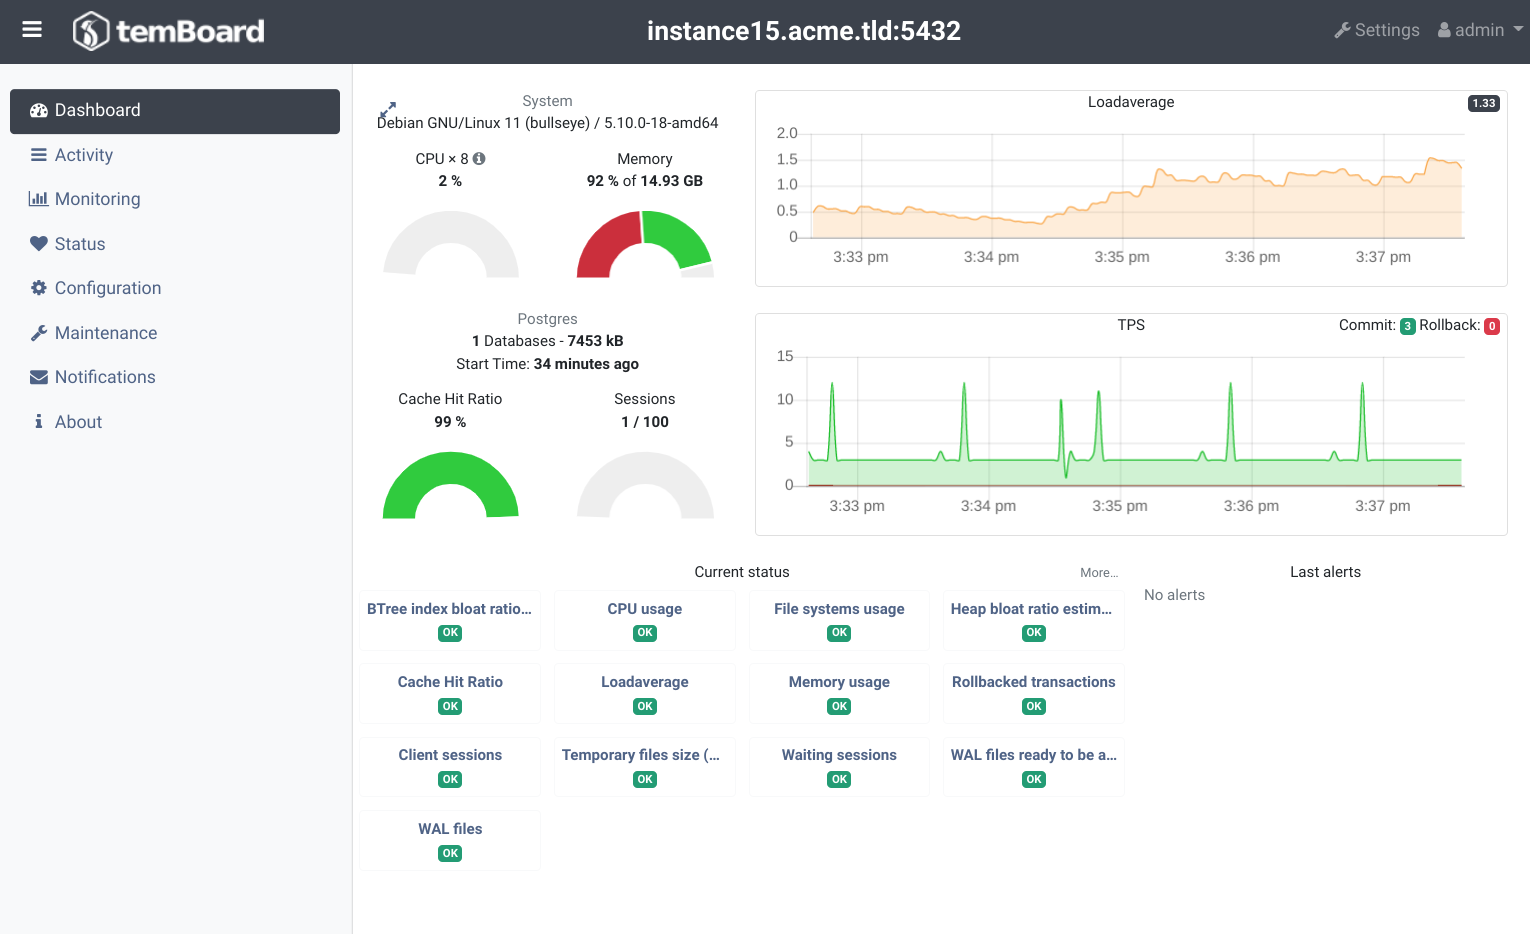 temBoard
instance15.acme.tld:5432
Settings
admin
Dashboard
Activity
Monitoring
Status
Configuration
Maintenance
Notifications
About
System
Debian GNU/Linux 11 (bullseye) / 5.10.0-18-amd64
CPU × 8
2 %
Memory
92 % of 14.93 GB
Postgres
1 Databases - 7453 kB
Start Time: 34 minutes ago
Cache Hit Ratio
99 %
Sessions
1 / 100
Loadaverage
1.33
2.0
1.5
1.0
0.5
0
3:33 pm 3:34 pm 3:35 pm 3:36 pm 3:37 pm
TPS
Commit: 3 Rollback: 0
15
10
5
0
3:33 pm 3:34 pm 3:35 pm 3:36 pm 3:37 pm
Current status
More...
BTree index bloat ratio...
OK
CPU usage
OK
File systems usage
OK
Heap bloat ratio estim...
OK
Cache Hit Ratio
OK
Loadaverage
OK
Memory usage
OK
Rollbacked transactions
OK
Client sessions
OK
Temporary files size (...
OK
Waiting sessions
OK
WAL files ready to be a...
OK
WAL files
OK
Last alerts
No alerts